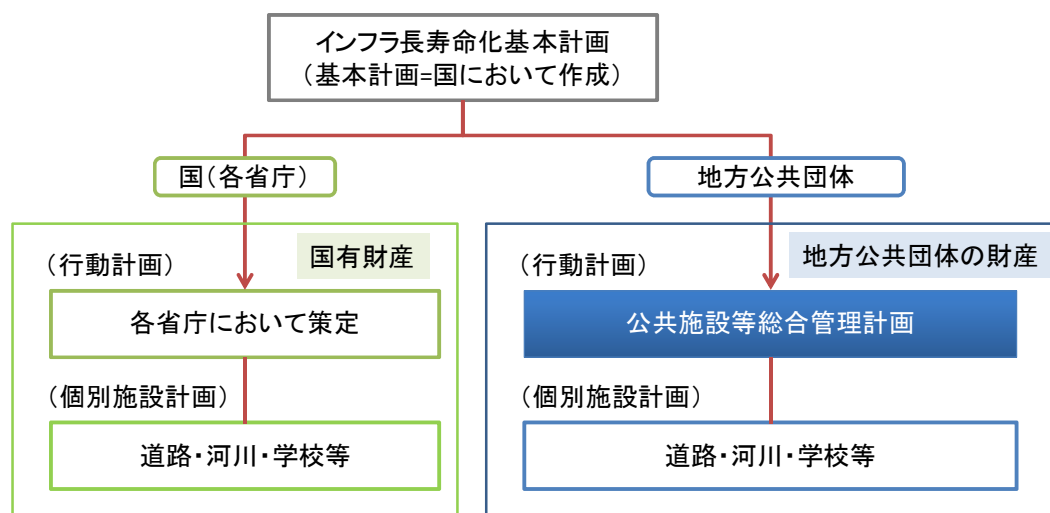 インフラ長寿命化基本計画
（基本計画=国において作成）
国（各省庁）
地方公共団体
国有財産
（行動計画）
各省庁において策定
（個別施設計画）
道路・河川・学校等
地方公共団体の財産
（行動計画）
公共施設等総合管理計画
（個別施設計画）
道路・河川・学校等